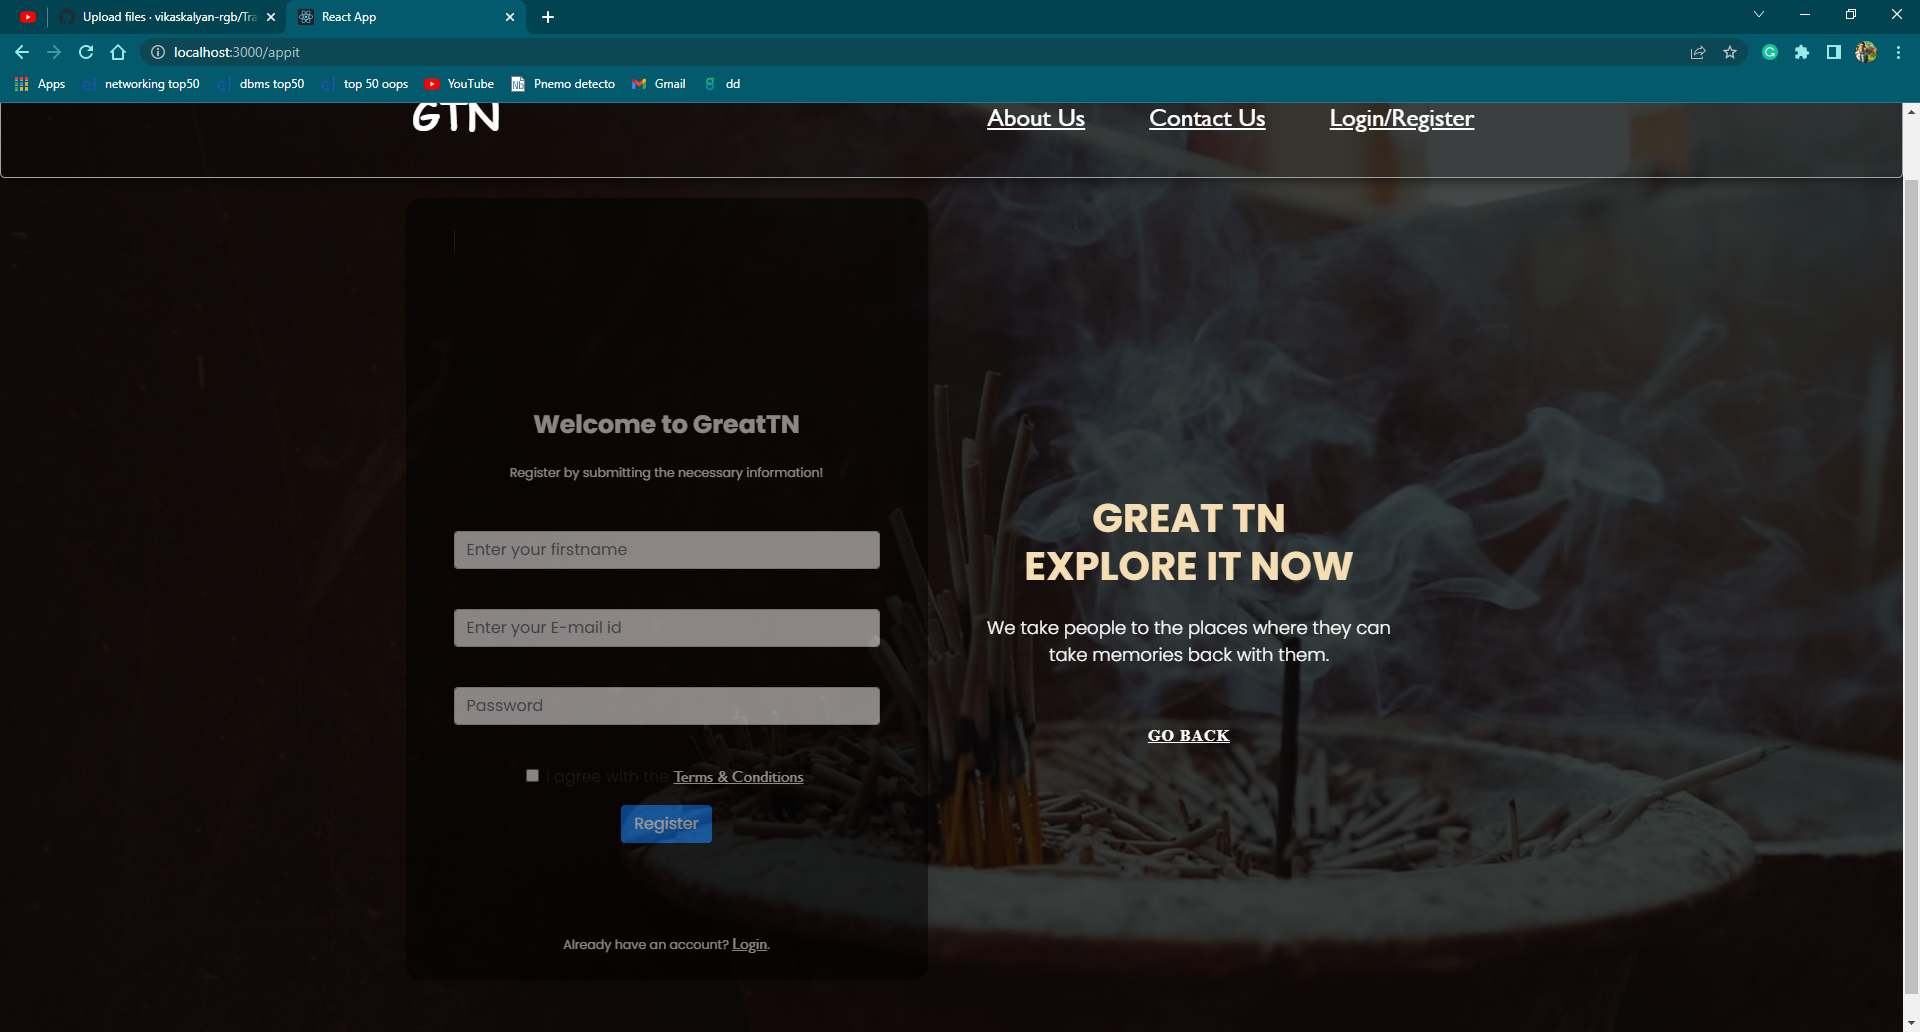 Upload files · vikaskalyan-rgb/Tra
React App
localhost:3000/appit
Apps
networking top50
dbms top50
top 50 oops
YouTube
Pnemo detecto
Gmail
dd
GTN
About Us
Contact Us
Login/Register
Welcome to GreatTN
Register by submitting the necessary information!
Enter your firstname
Enter your E-mail id
Password
I agree with the Terms & Conditions
Register
Already have an account? Login.
GREAT TN
EXPLORE IT NOW
We take people to the places where they can
take memories back with them.
GO BACK